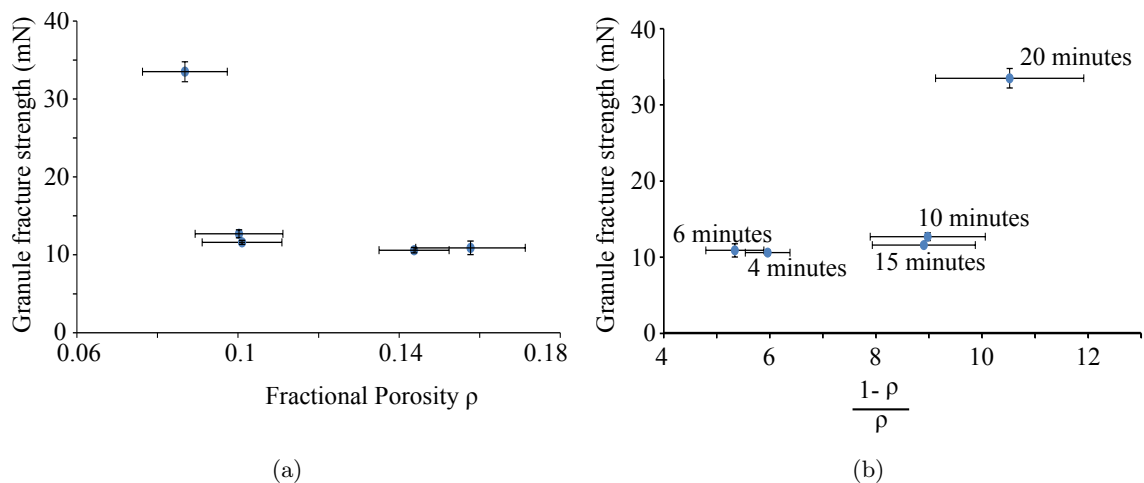 Granule fracture strength (mN)
40
30
20
10
0
0.06
0.1
0.14
0.18
Fractional Porosity ρ
(a)
Granule fracture strength (mN)
40
30
20
10
0
20 minutes
10 minutes
6 minutes
4 minutes
15 minutes
4
6
8
10
12
1- ρ
ρ
(b)